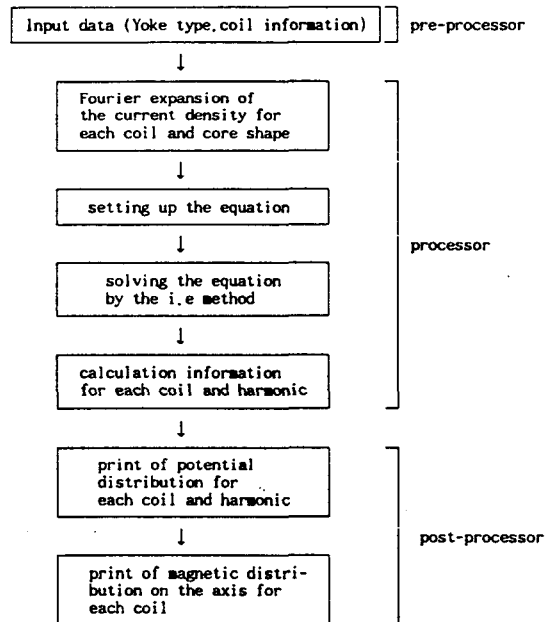 Input data (Yoke type,coil information)
pre-processor
↓
Fourier expansion of
the current density for
each coil and core shape
↓
setting up the equation
processor
↓
solving the equation
by the i.e method
↓
calculation information
for each coil and harmonic
↓
print of potential
distribution for
each coil and harmonic
post-processor
↓
print of magnetic distri-
bution on the axis for
each coil